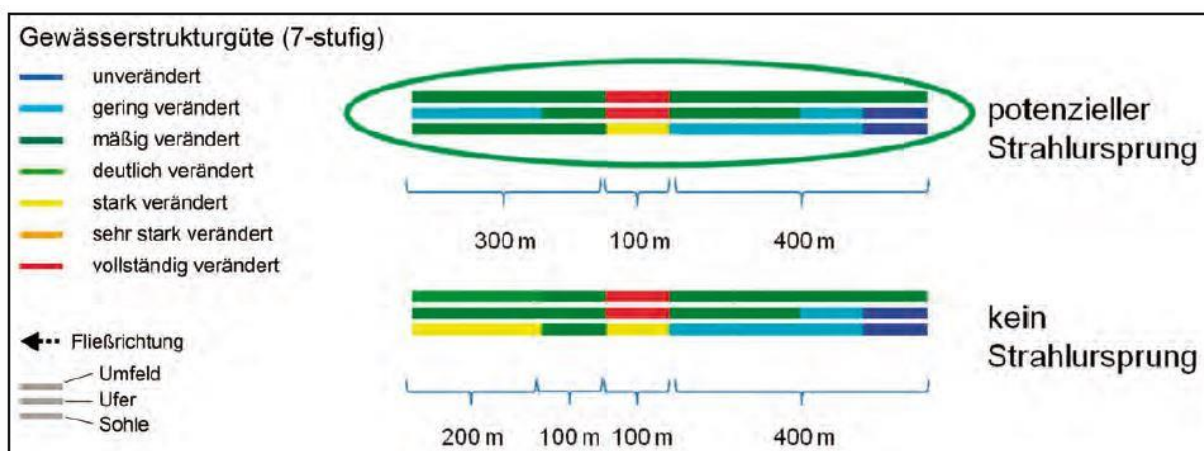 Gewässerstrukturgüte (7-stufig)
unverändert
gering verändert
mäßig verändert
deutlich verändert
stark verändert
sehr stark verändert
vollständig verändert
Fließrichtung
Umfeld
Ufer
Sohle
potenzieller
Strahlursprung
300 m
100 m
400 m
kein
Strahlursprung
200 m
100 m
100 m
400 m